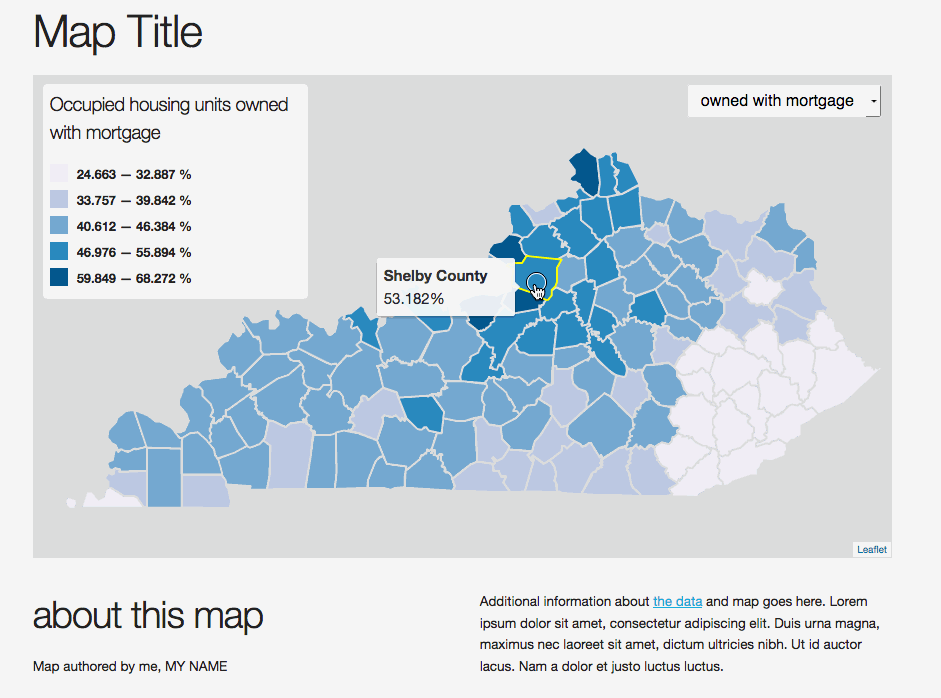 Map Title
Occupied housing units owned
with mortgage
24.663 — 32.887 %
33.757 — 39.842 %
40.612 — 46.384 %
46.976 — 55.894 %
59.849 — 68.272 %
owned with mortgage
Shelby County
53.182%
Leaflet
about this map
Map authored by me, MY NAME
Additional information about the data and map goes here. Lorem
ipsum dolor sit amet, consectetur adipiscing elit. Duis urna magna,
maximus nec laoreet sit amet, dictum ultricies nibh. Ut id auctor
lacus. Nam a dolor et justo luctus luctus.